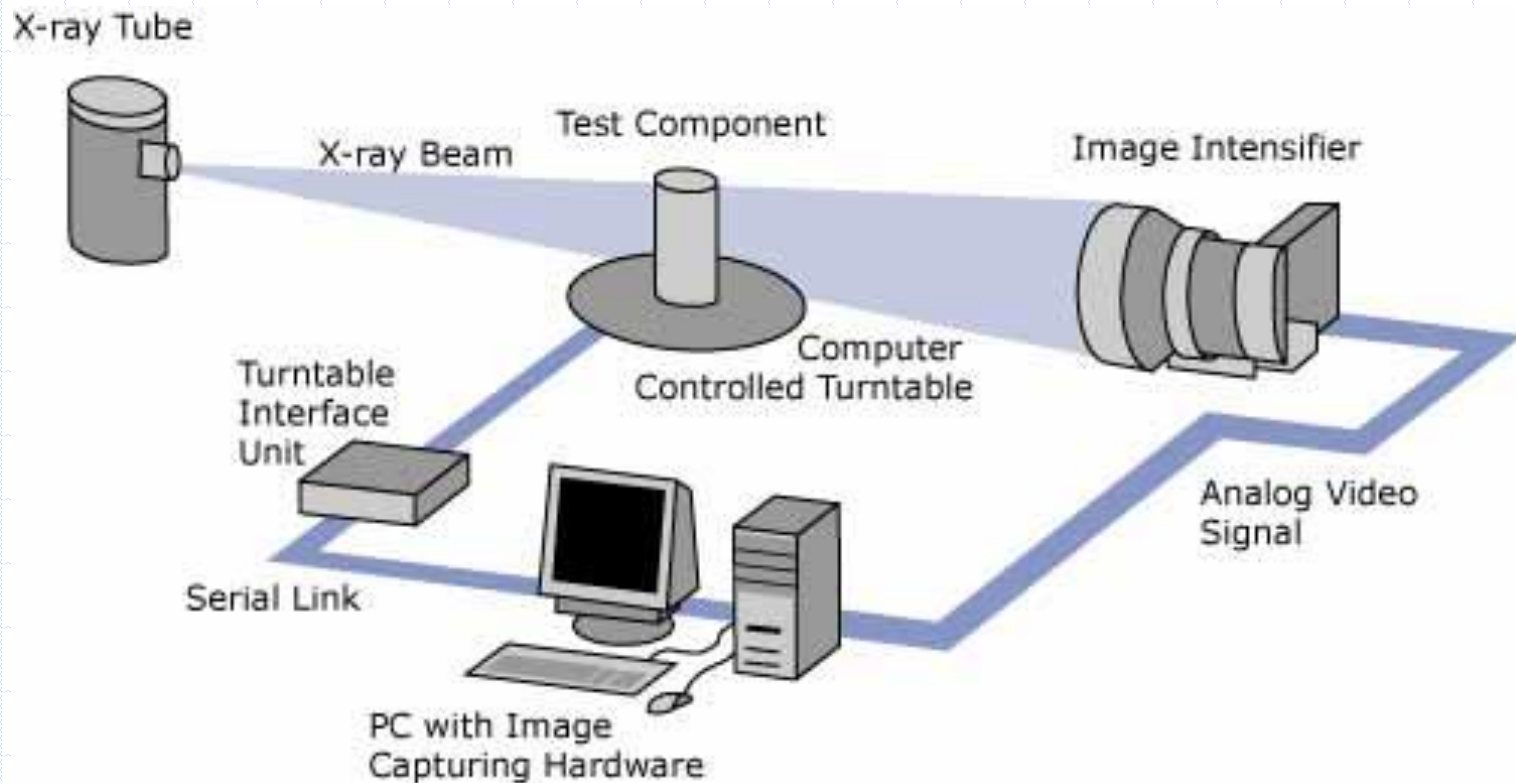 X-ray Tube
Test Component
X-ray Beam
Image Intensifier
Computer
Controlled Turntable
Turntable
Interface
Unit
Analog Video
Signal
Serial Link
PC with Image
Capturing Hardware